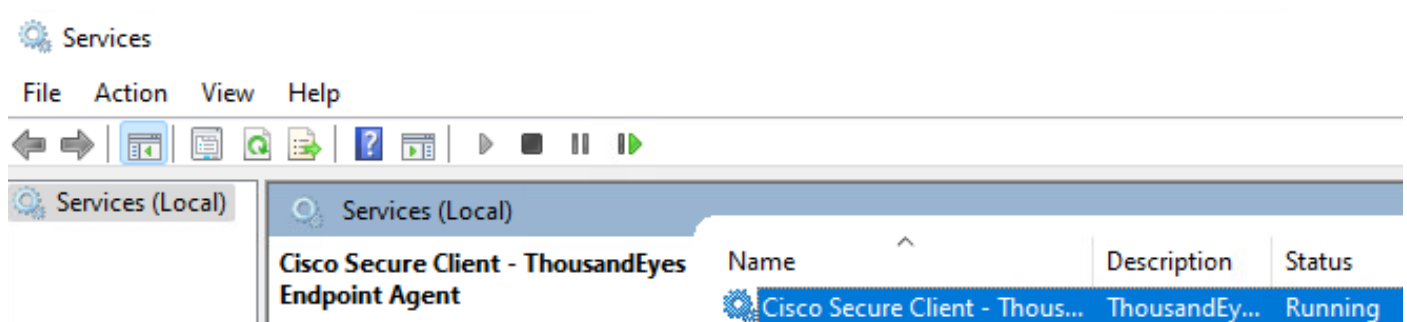 Services
File Action View Help
Services (Local)
Services (Local)
Cisco Secure Client - ThousandEyes
Endpoint Agent
Name Description Status
Cisco Secure Client - Thous... ThousandEy... Running